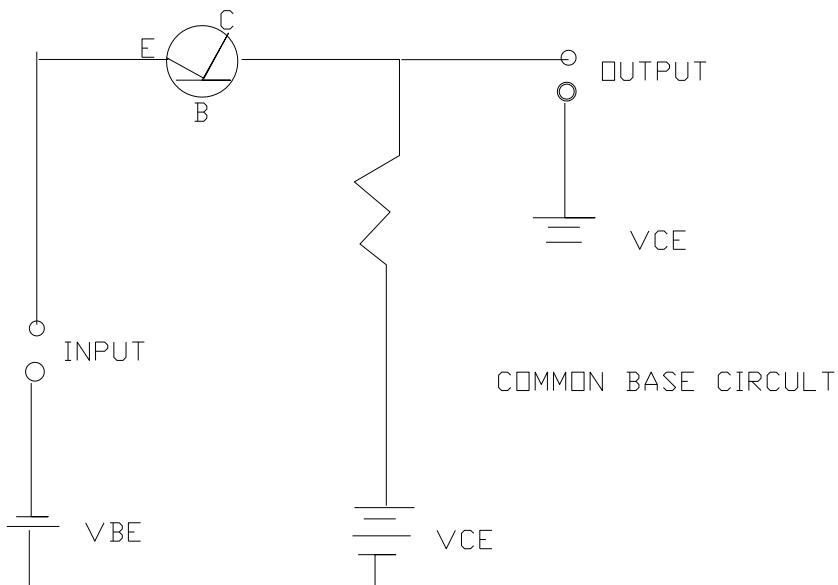 C
E
B
OUTPUT
VCE
INPUT
COMMON BASE CIRCULT
VBE
VCE